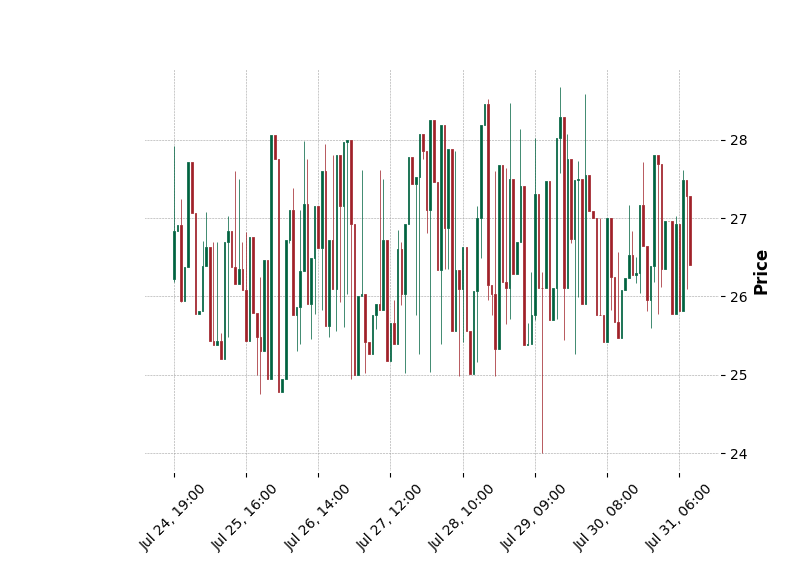 28
27
26
25
24
Price
Jul 24, 19:00
Jul 25, 16:00
Jul 26, 14:00
Jul 27, 12:00
Jul 28, 10:00
Jul 29, 09:00
Jul 30, 08:00
Jul 31, 06:00